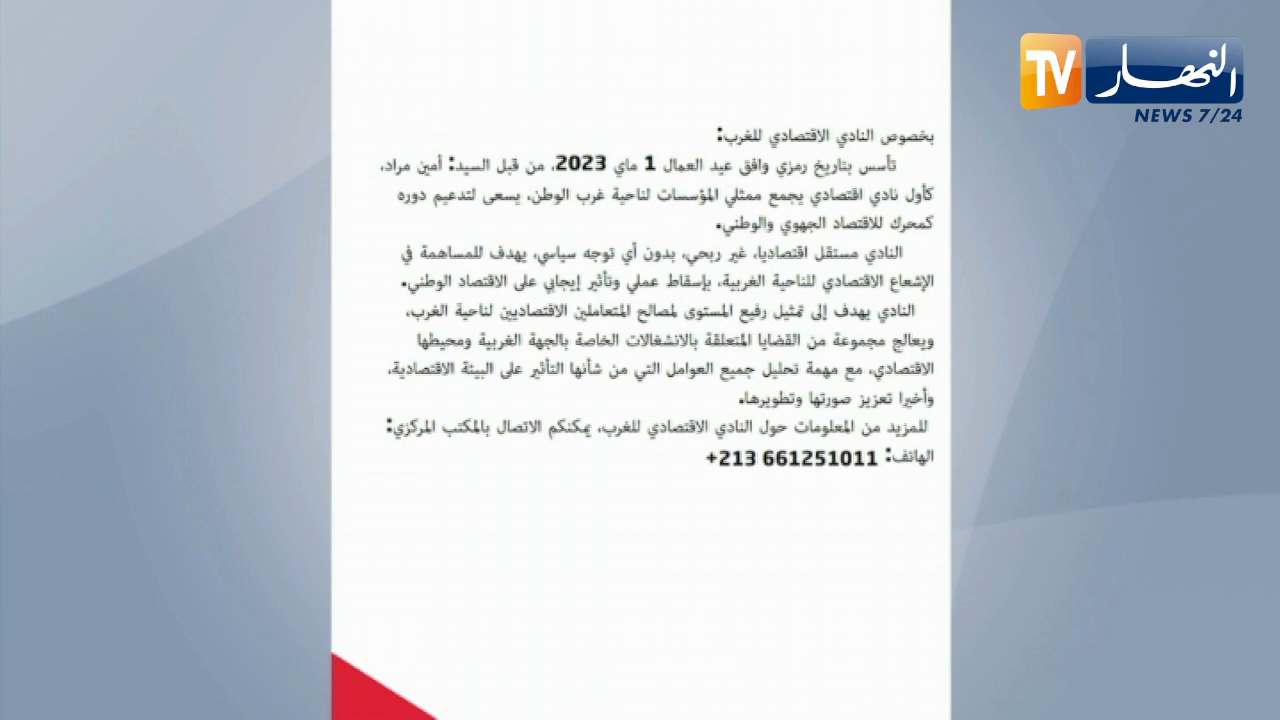 TV النهار
NEWS 7/24
بخصوص النادي الاقتصادي للغرب:
تأسس بتاريخ رمزي وافق عيد العمال 1 ماي 2023، من قبل السيد: أمين مراد،
كأول نادي اقتصادي يجمع ممثلي المؤسسات لناحية غرب الوطن، يسعى لتدعيم دوره
كمحرك للاقتصاد الجهوي والوطني.
النادي مستقل اقتصاديا، غير ربحي، بدون أي توجه سياسي، يهدف للمساهمة في
الإشعاع الاقتصادي للناحية الغربية، بإسقاط عملي وتأثير إيجابي على الاقتصاد الوطني.
النادي يهدف إلى تمثيل رفيع المستوى لمصالح المتعاملين الاقتصاديين لناحية الغرب،
ويعالج مجموعة من القضايا المتعلقة بالانشغالات الخاصة بالجهة الغربية ومحيطها
الاقتصادي، مع مهمة تحليل جميع العوامل التي من شأنها التأثير على البيئة الاقتصادية،
وأخيرا تعزيز صورتها وتطويرها.
للمزيد من المعلومات حول النادي الاقتصادي للغرب، يمكنكم الاتصال بالمكتب المركزي:
الهاتف: 661251011 213+